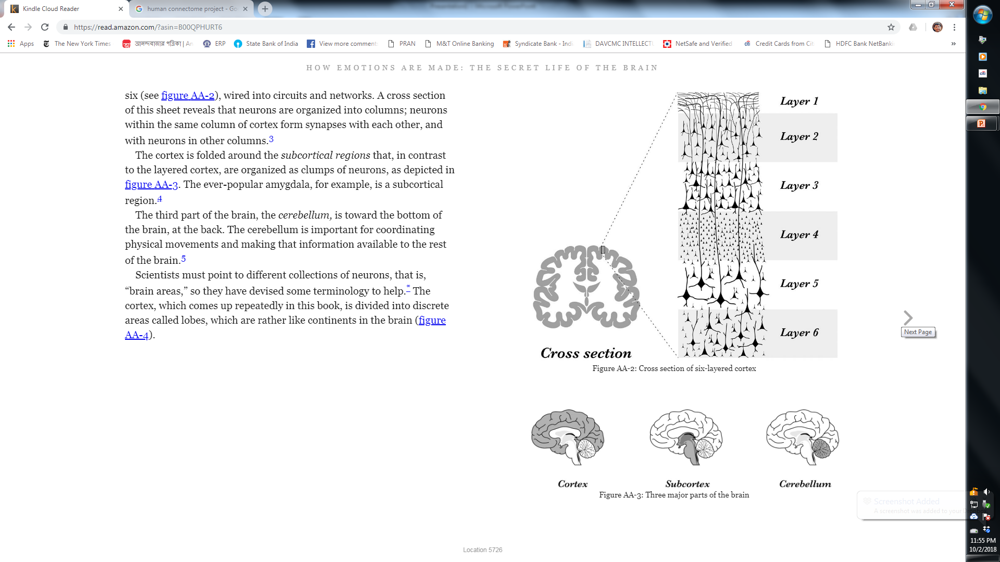 Kindle Cloud Reader
human connectome project - Go
https://read.amazon.com/?asin=B00QPHURT6
Apps
The New York Times
আনন্দবাজার পত্রিকা | An
ERP
State Bank of India
View more comment
PRAN
M&T Online Banking
Syndicate Bank - Indi
DAVCMC INTELLECTU
NetSafe and Verified
Credit Cards from Cit
HDFC Bank NetBanki
»
HOW EMOTIONS ARE MADE: THE SECRET LIFE OF THE BRAIN
six (see figure AA-2), wired into circuits and networks. A cross section
of this sheet reveals that neurons are organized into columns; neurons
within the same column of cortex form synapses with each other, and
with neurons in other columns.3
The cortex is folded around the subcortical regions that, in contrast
to the layered cortex, are organized as clumps of neurons, as depicted in
figure AA-3. The ever-popular amygdala, for example, is a subcortical
region.4
The third part of the brain, the cerebellum, is toward the bottom of
the brain, at the back. The cerebellum is important for coordinating
physical movements and making that information available to the rest
of the brain.5
Scientists must point to different collections of neurons, that is,
“brain areas,” so they have devised some terminology to help.* The
cortex, which comes up repeatedly in this book, is divided into discrete
areas called lobes, which are rather like continents in the brain (figure
AA-4).
Layer 1
Layer 2
Layer 3
Layer 4
Layer 5
Layer 6
Cross section
Figure AA-2: Cross section of six-layered cortex
Cortex
Subcortex
Cerebellum
Figure AA-3: Three major parts of the brain
Next Page
Location 5726
citi
Screenshot Added
A screenshot was added to your
11:55 PM
10/2/2018